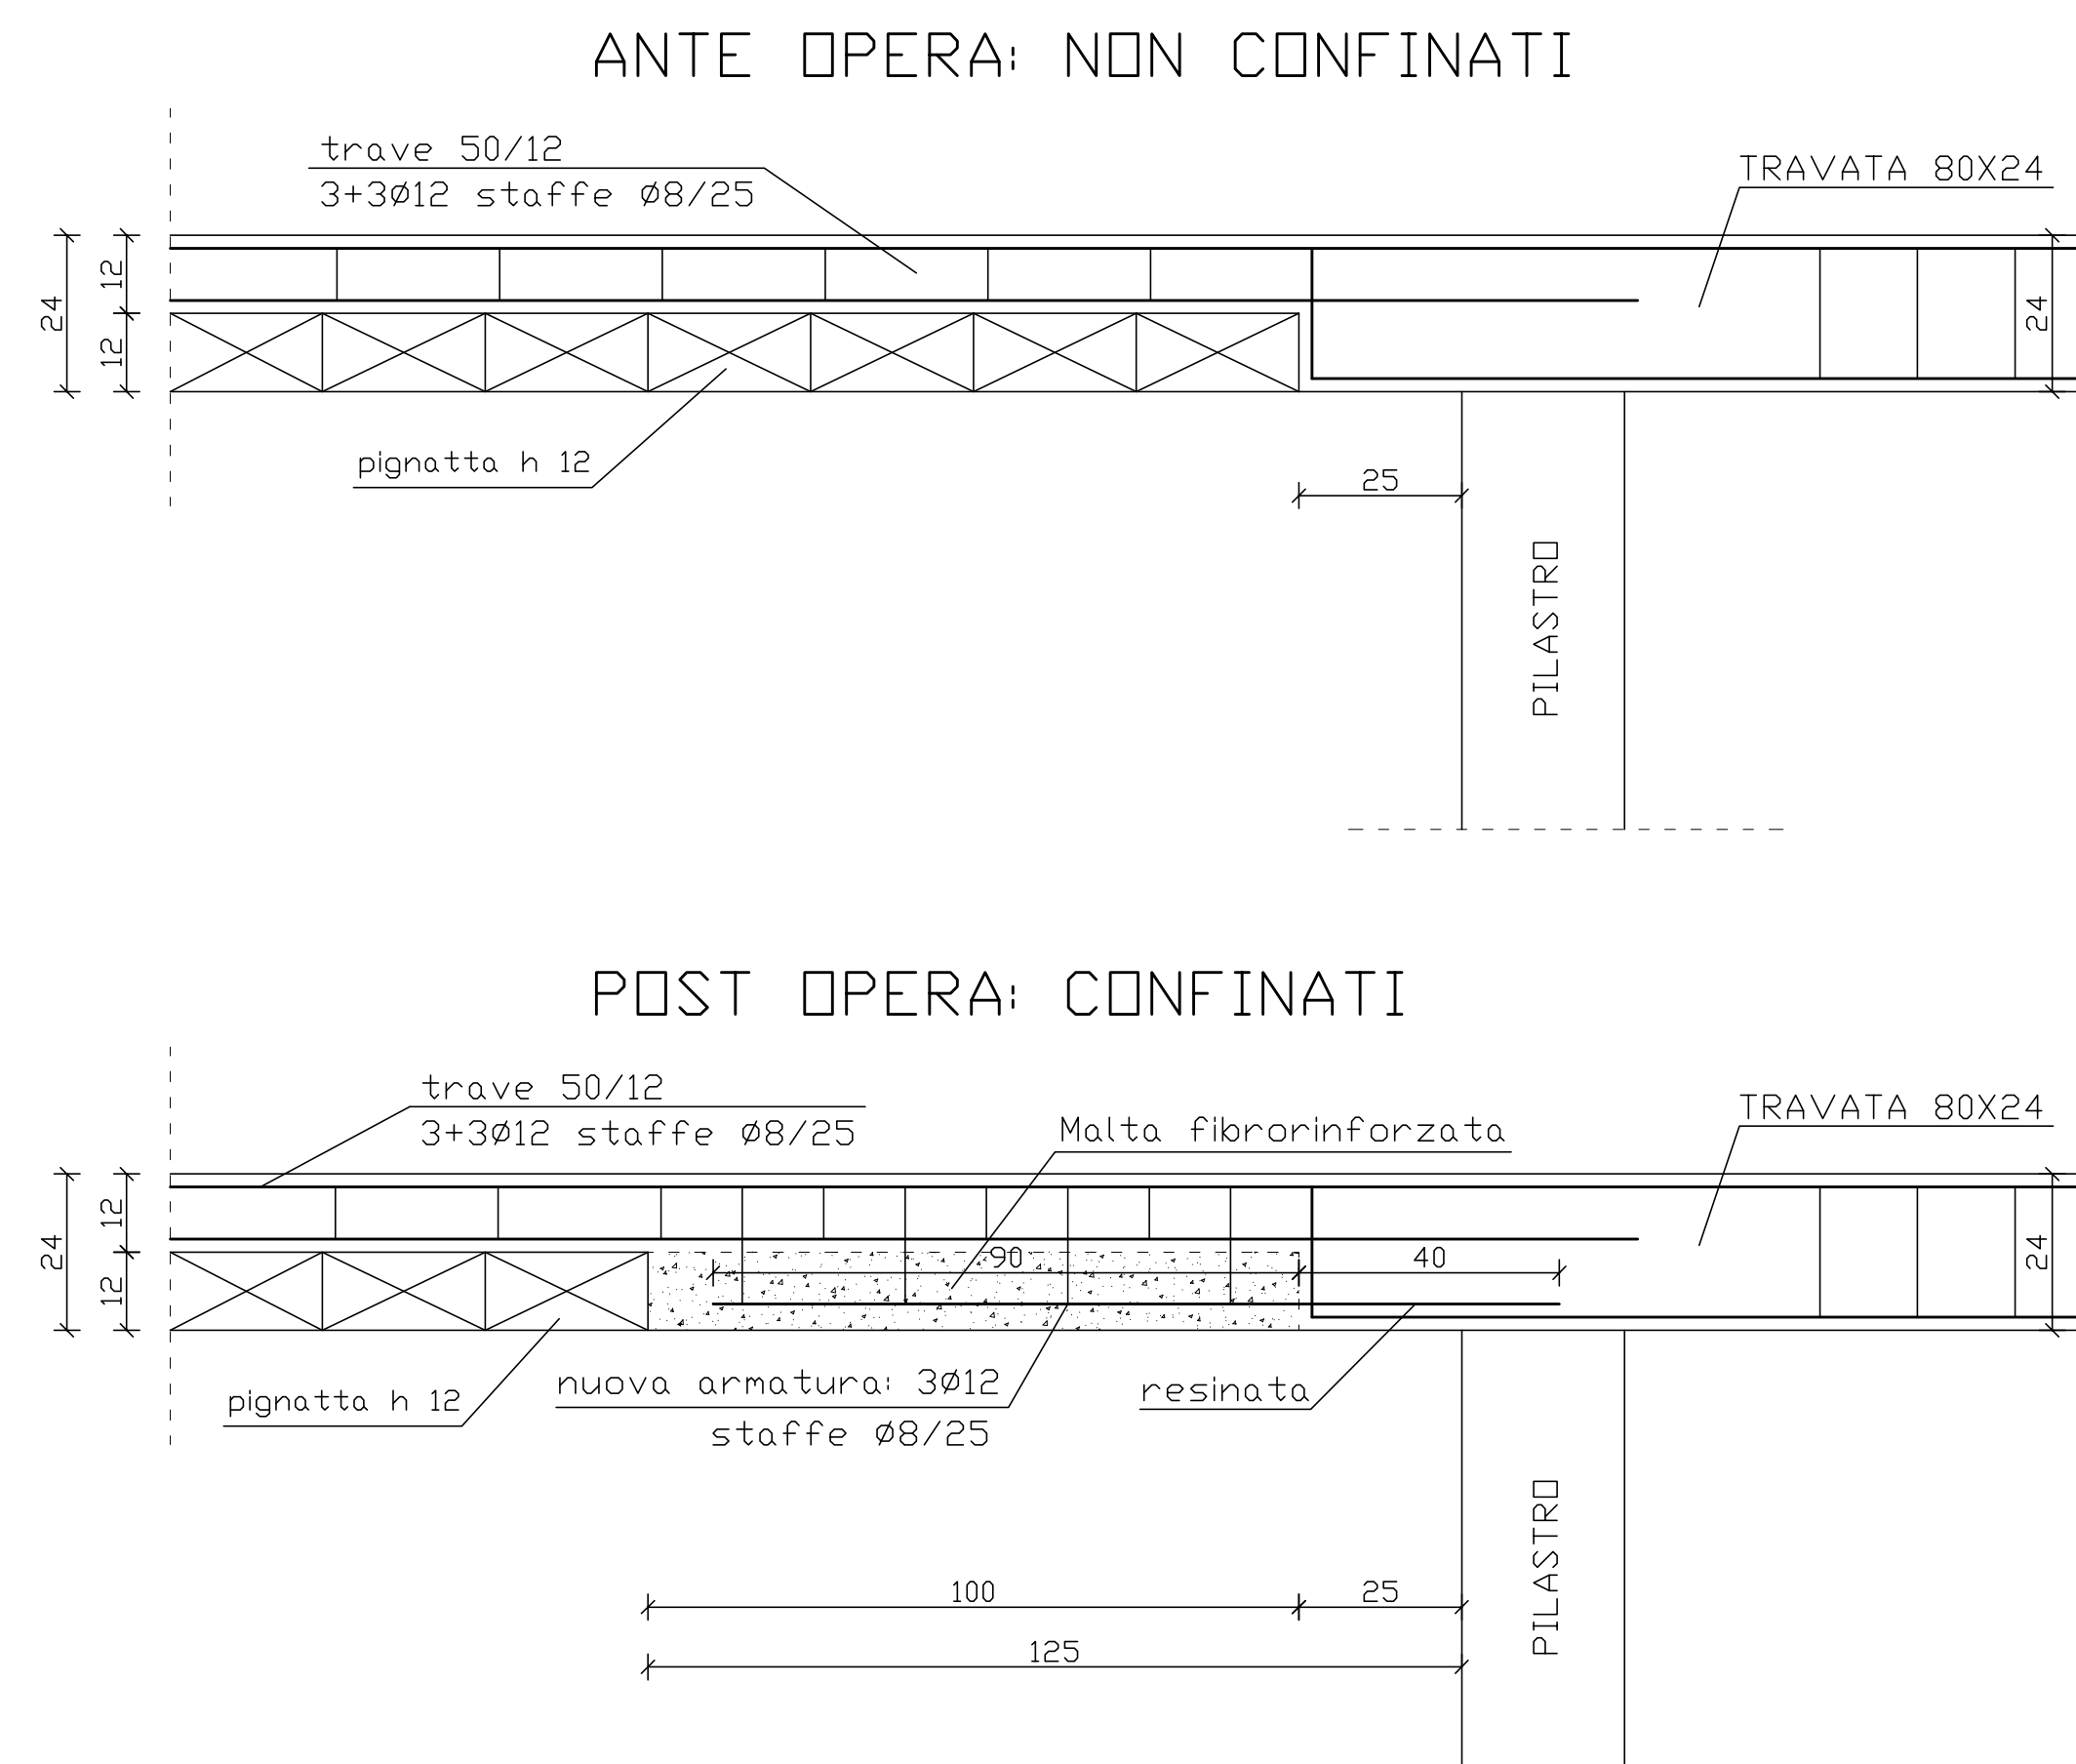 ANTE OPERA: NON CONFINATI
trave 50/12
3+3Ø12 staffe Ø8/25
TRAVATA 80X24
24
12
12
24
pignatta h 12
25
PILASTRO
POST OPERA: CONFINATI
trave 50/12
3+3Ø12 staffe Ø8/25
Malta fibrorinforzata
TRAVATA 80X24
24
12
12
90
40
24
pignatta h 12
nuova armatura: 3Ø12
staffe Ø8/25
resinata
PILASTRO
100
25
125